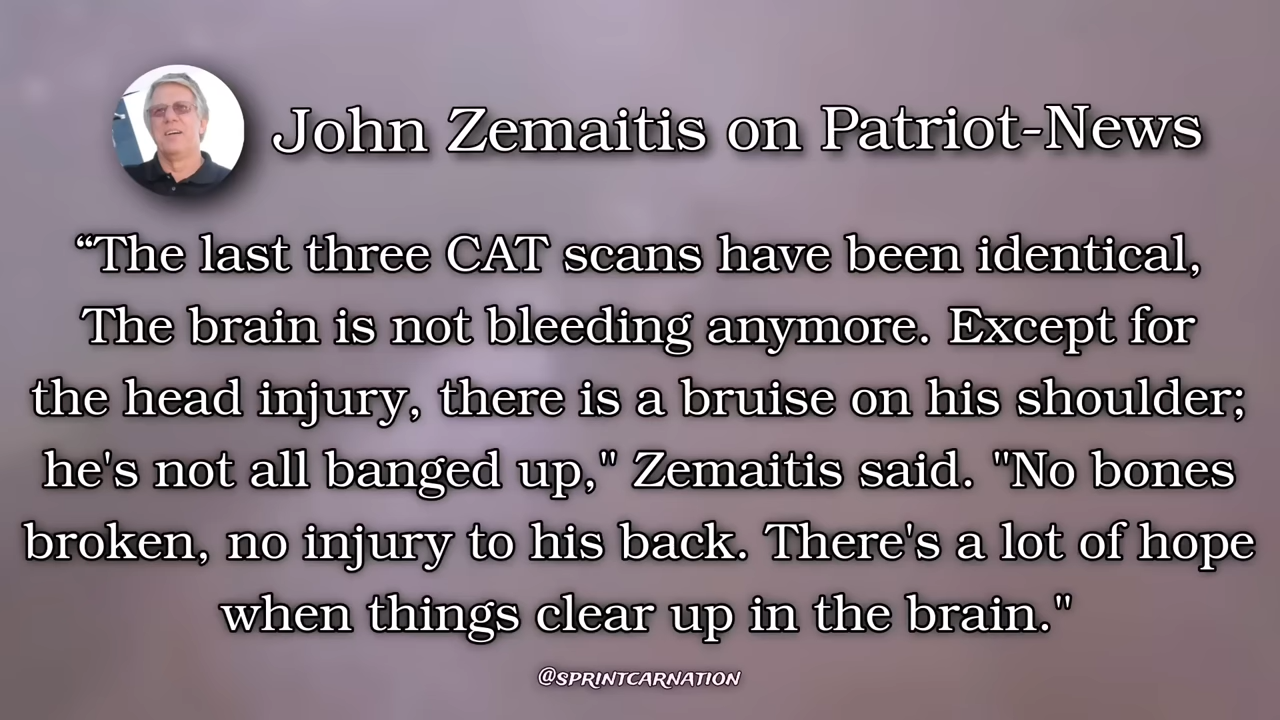 John Zemaitis on Patriot-News
“The last three CAT scans have been identical,
The brain is not bleeding anymore. Except for
the head injury, there is a bruise on his shoulder;
he's not all banged up," Zemaitis said. "No bones
broken, no injury to his back. There's a lot of hope
when things clear up in the brain."
@SPRINTCARNATION